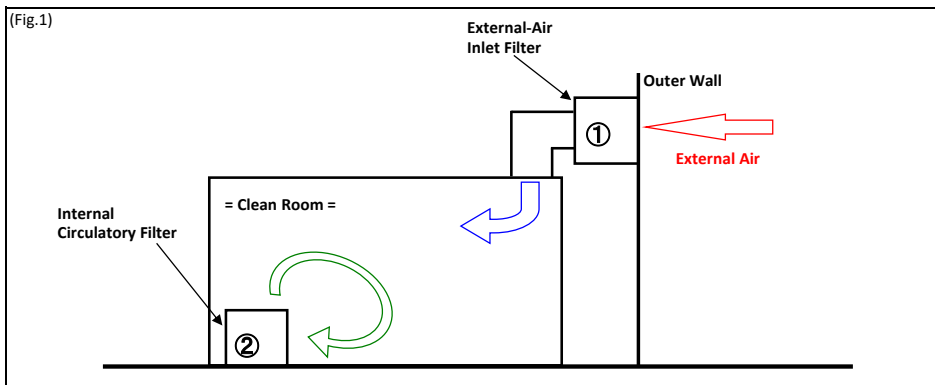 (Fig.1)
External-Air
Inlet Filter
Outer Wall
①
External Air
= Clean Room =
Internal
Circulatory Filter
②